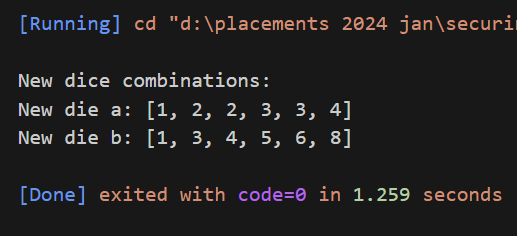 [Running] cd "d:\placements 2024 jan\securi
New dice combinations:
New die a: [1, 2, 2, 3, 3, 4]
New die b: [1, 3, 4, 5, 6, 8]
[Done] exited with code=0 in 1.259 seconds